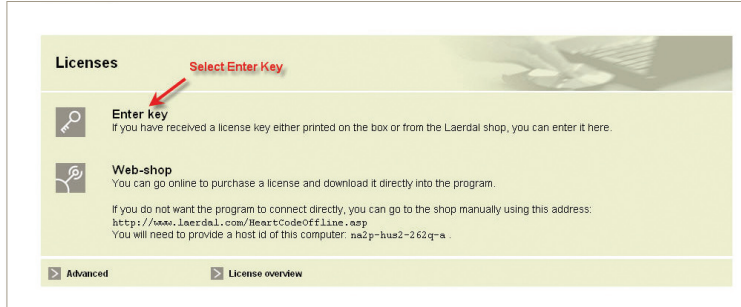 Licenses
Select Enter Key
Enter key
If you have received a license key either printed on the box or from the Laerdal shop, you can enter it here.
Web-shop
You can go online to purchase a license and download it directly into the program.
If you do not want the program to connect directly, you can go to the shop manually using this address:
http://www.laerdal.com/HeartCodeOffline.asp
You will need to provide a host id of this computer: na2p-hus2-262q-a .
Advanced
License overview